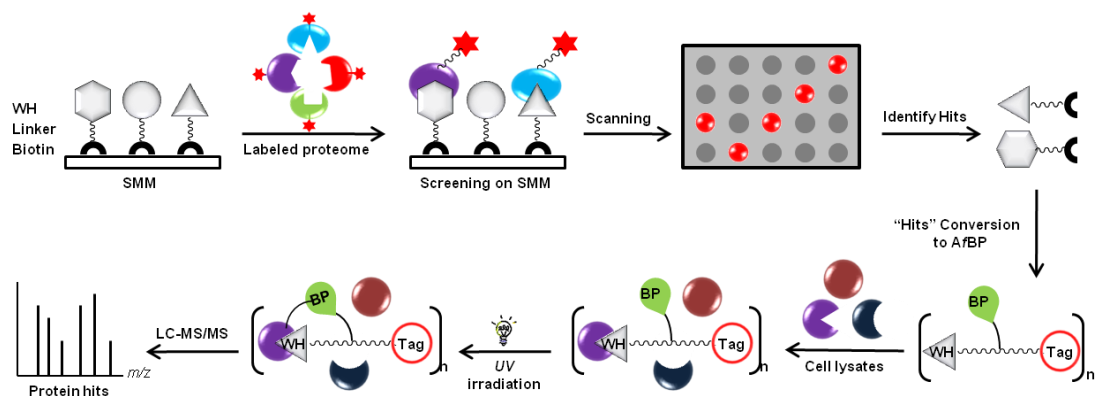 WH
Linker
Biotin
SMM
Labeled proteome
Screening on SMM
Scanning
Identify Hits
“Hits” Conversion
to AfBP
BP
WH
Tag
n
Cell lysates
BP
WH
Tag
n
UV
irradiation
BP
WH
Tag
n
LC-MS/MS
m/z
Protein hits